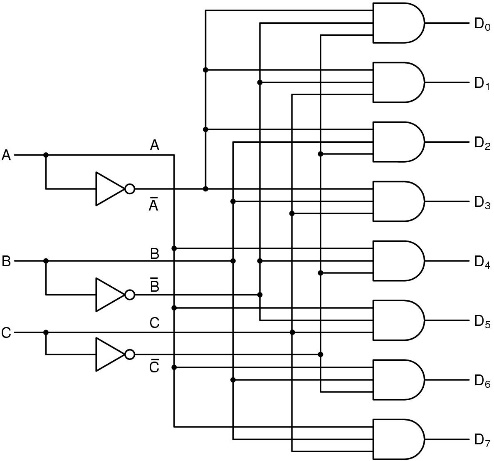 D₀
D₁
A A
D₂
A̅
D₃
B B
D₄
B̅
C C
D₅
C̅
D₆
D₇